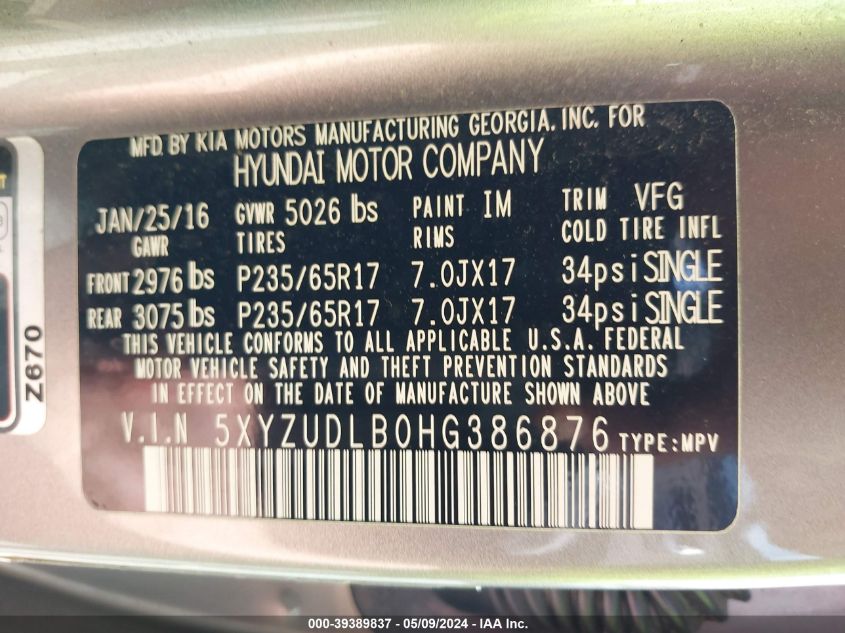 MFD. BY KIA MOTORS MANUFACTURING GEORGIA. INC. FOR
HYUNDAI MOTOR COMPANY
JAN/25/16 GVWR 5026 lbs PAINT IM TRIM VFG
GAWR TIRES RIMS COLD TIRE INFL
FRONT 2976 lbs P235/65R17 7.0JX17 34psi SINGLE
REAR 3075 lbs P235/65R17 7.0JX17 34psi SINGLE
THIS VEHICLE CONFORMS TO ALL APPLICABLE U.S.A. FEDERAL
MOTOR VEHICLE SAFETY AND THEFT PREVENTION STANDARDS
IN EFFECT ON THE DATE OF MANUFACTURE SHOWN ABOVE
V.I.N 5XYZUDLB0HG386876 TYPE:MPV
Z670
000-39389837 - 05/09/2024 - IAA, Inc.